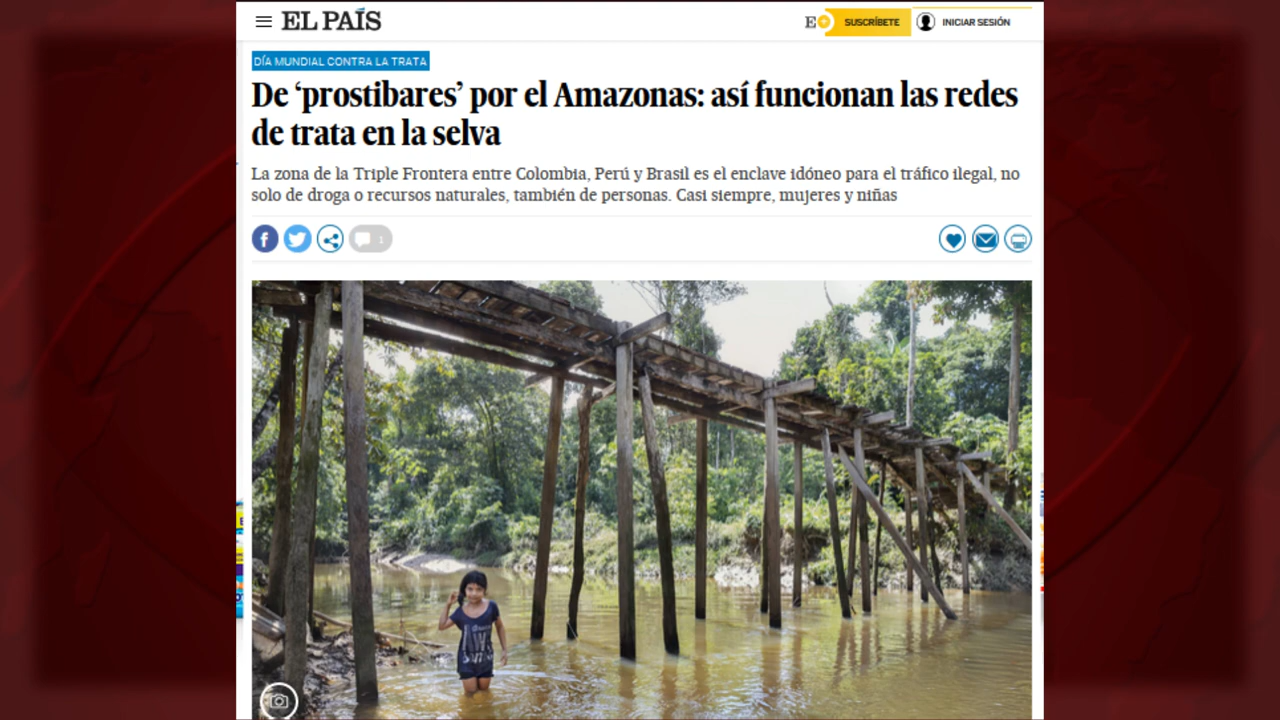 EL PAÍS
E
SUSCRÍBETE
INICIAR SESIÓN
DÍA MUNDIAL CONTRA LA TRATA
De ‘prostibares’ por el Amazonas: así funcionan las redes
de trata en la selva
La zona de la Triple Frontera entre Colombia, Perú y Brasil es el enclave idóneo para el tráfico ilegal, no
solo de droga o recursos naturales, también de personas. Casi siempre, mujeres y niñas
1